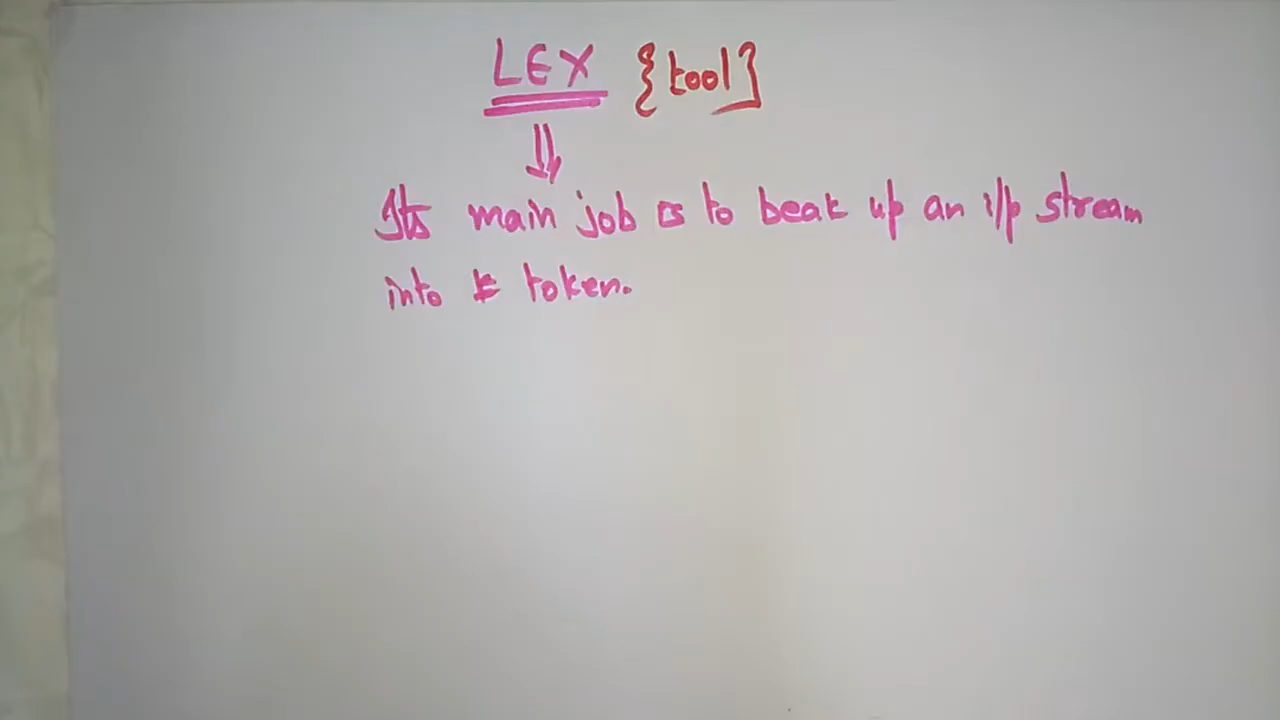 LEX {tool}
Its main job is to beak up an i/p stream
into token.